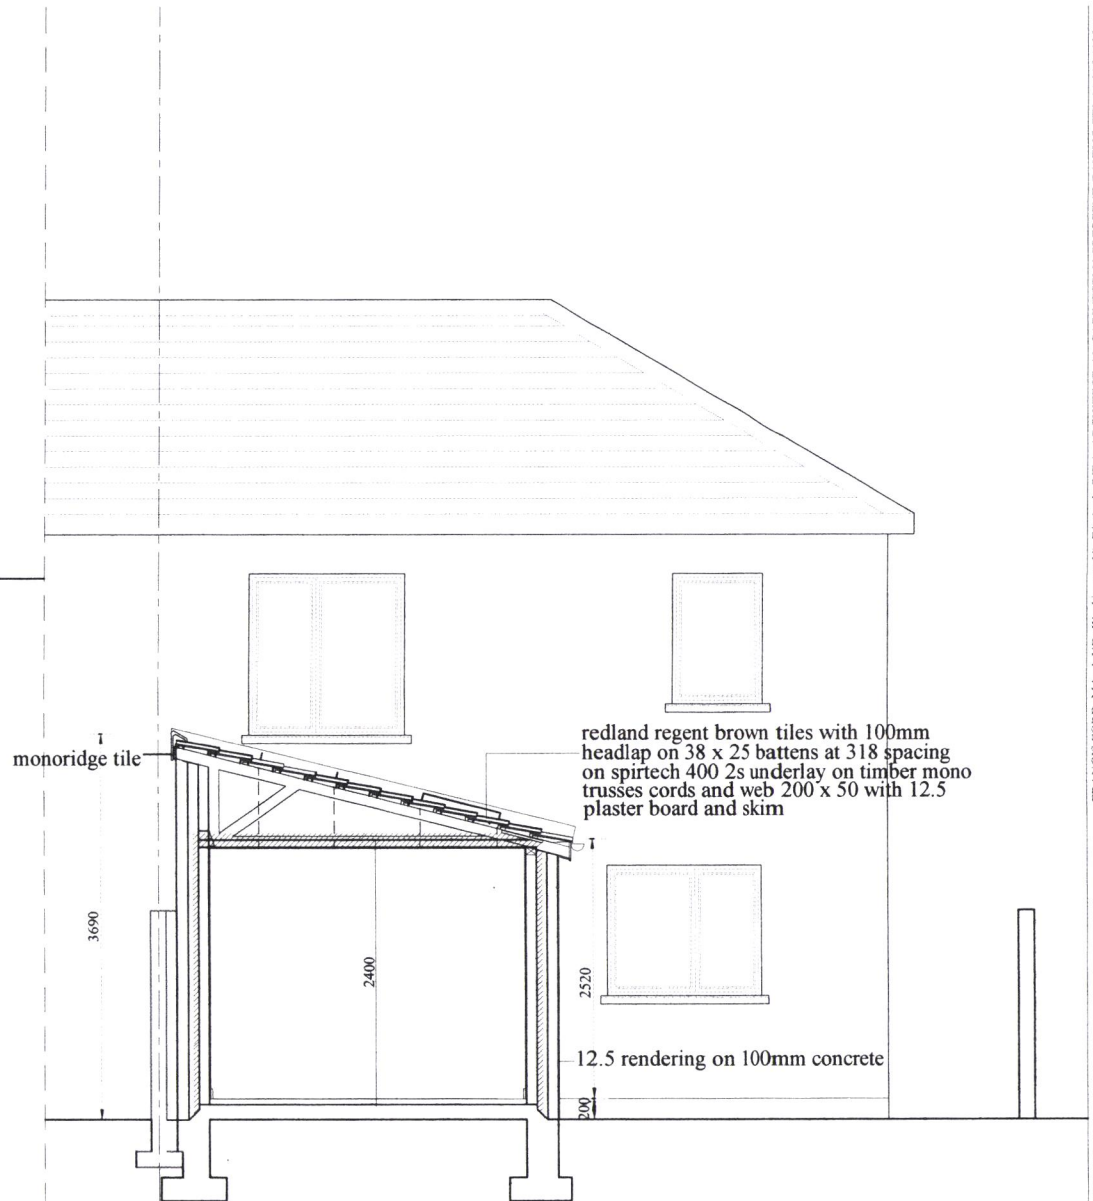 redland regent brown tiles with 100mm
headlap on 38 x 25 battens at 318 spacing
on spirtech 400 2s underlay on timber mono
trusses cords and web 200 x 50 with 12.5
plaster board and skim
monoridge tile
3690
2400
2520
12.5 rendering on 100mm concrete
200